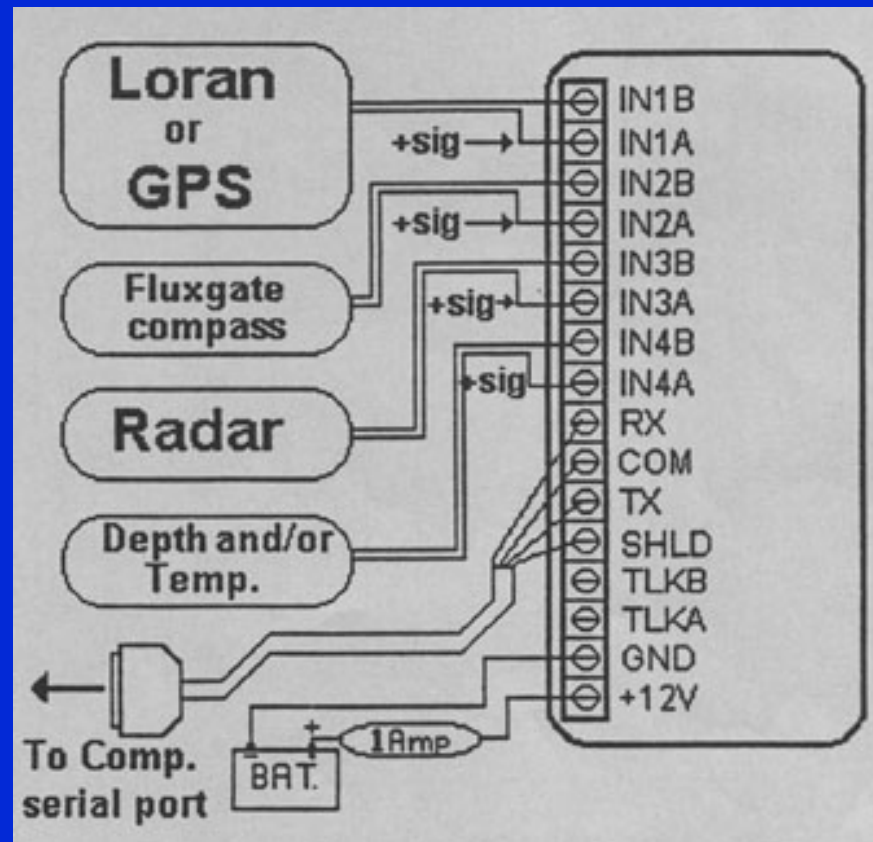 Loran
or
GPS
+sig
+sig
Fluxgate
compass
+sig
Radar
+sig
Depth and/or
Temp.
To Comp.
serial port
+
-
BAT.
1Amp
IN1B
IN1A
IN2B
IN2A
IN3B
IN3A
IN4B
IN4A
RX
COM
TX
SHLD
TLKB
TLKA
GND
+12V